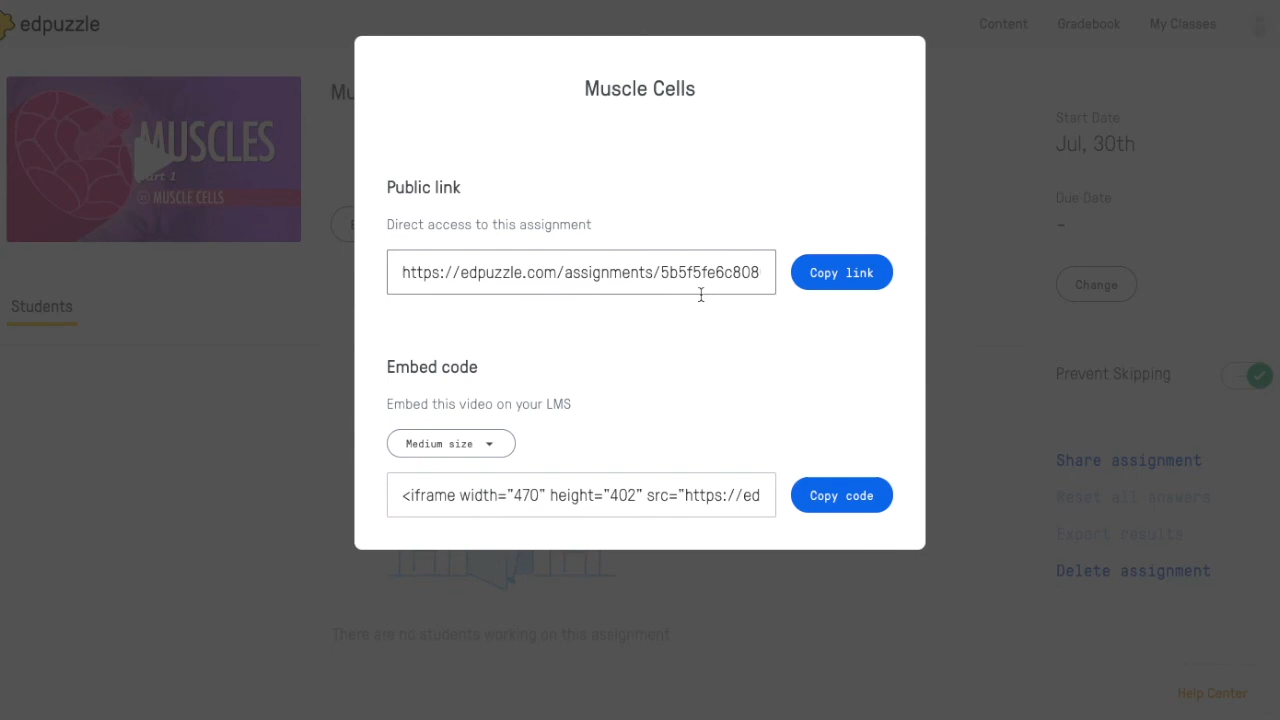 edpuzzle
Content
Gradebook
My Classes
MUSCLES
Part 1
MUSCLE CELLS
Mu
Students
There are no students working on this assignment
Muscle Cells
Public link
Direct access to this assignment
https://edpuzzle.com/assignments/5b5f5fe6c808
Copy link
Embed code
Embed this video on your LMS
Medium size
<iframe width="470" height="402" src="https://ed
Copy code
Start Date
Jul, 30th
Due Date
-
Change
Prevent Skipping
Share assignment
Reset all answers
Export results
Delete assignment
Help Center